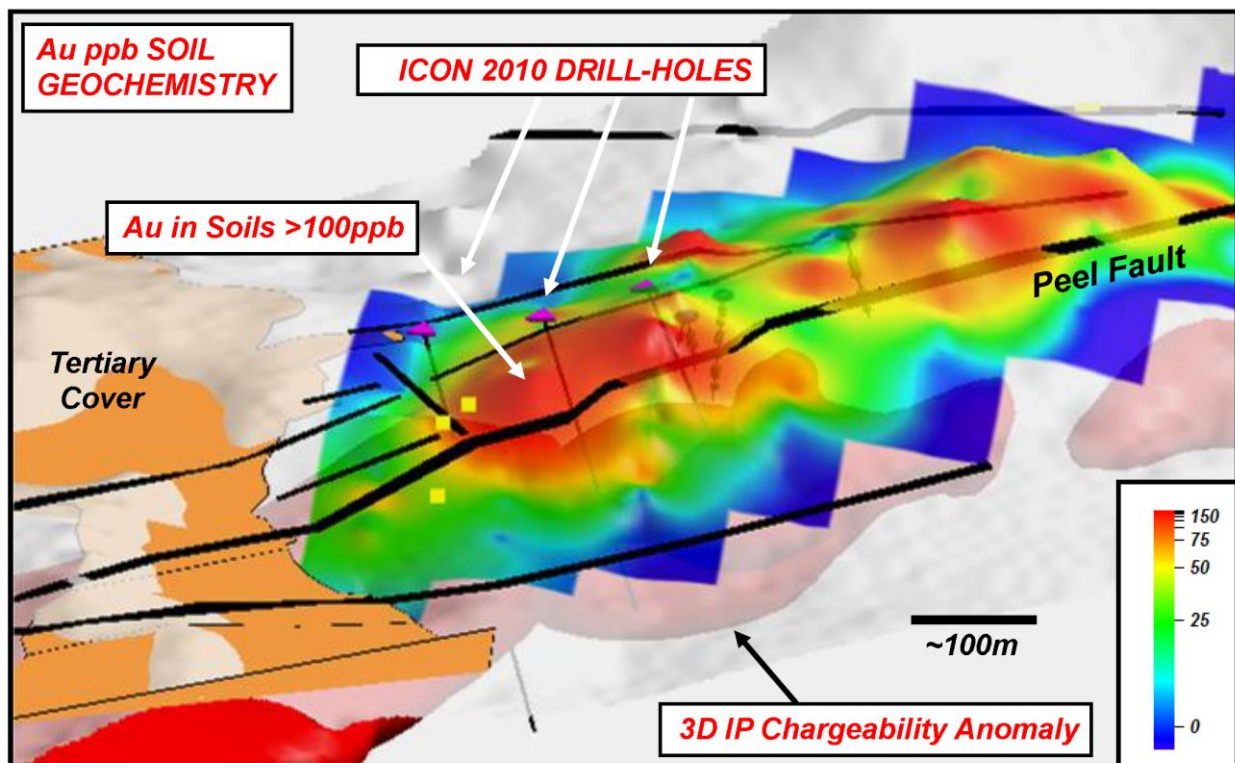 Au ppb SOIL
GEOCHEMISTRY
ICON 2010 DRILL-HOLES
Au in Soils >100ppb
Peel Fault
Tertiary
Cover
~100m
3D IP Chargeability Anomaly
150
75
50
25
0